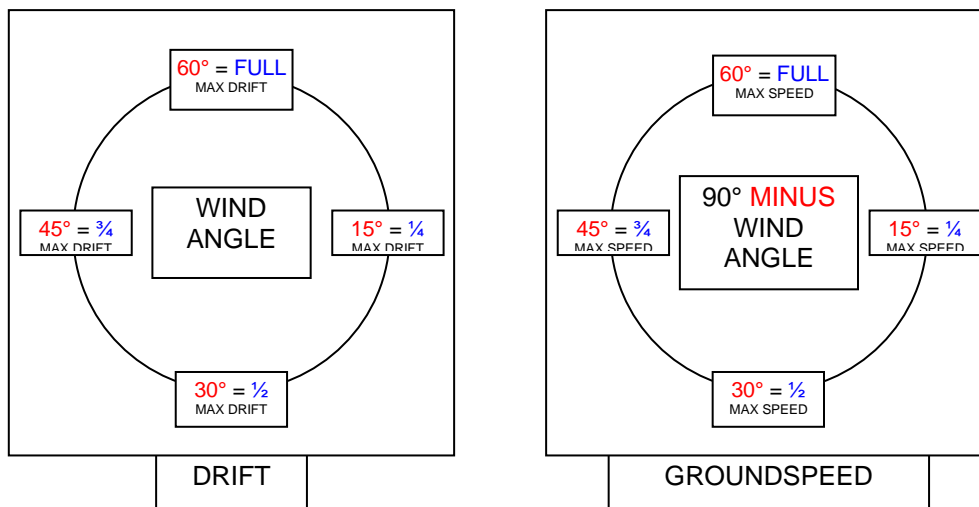 60° = FULL
MAX DRIFT
WIND
ANGLE
45° = ¾
MAX DRIFT
15° = ¼
MAX DRIFT
30° = ½
MAX DRIFT
DRIFT
60° = FULL
MAX SPEED
90° MINUS
WIND
ANGLE
45° = ¾
MAX SPEED
15° = ¼
MAX SPEED
30° = ½
MAX SPEED
GROUNDSPEED